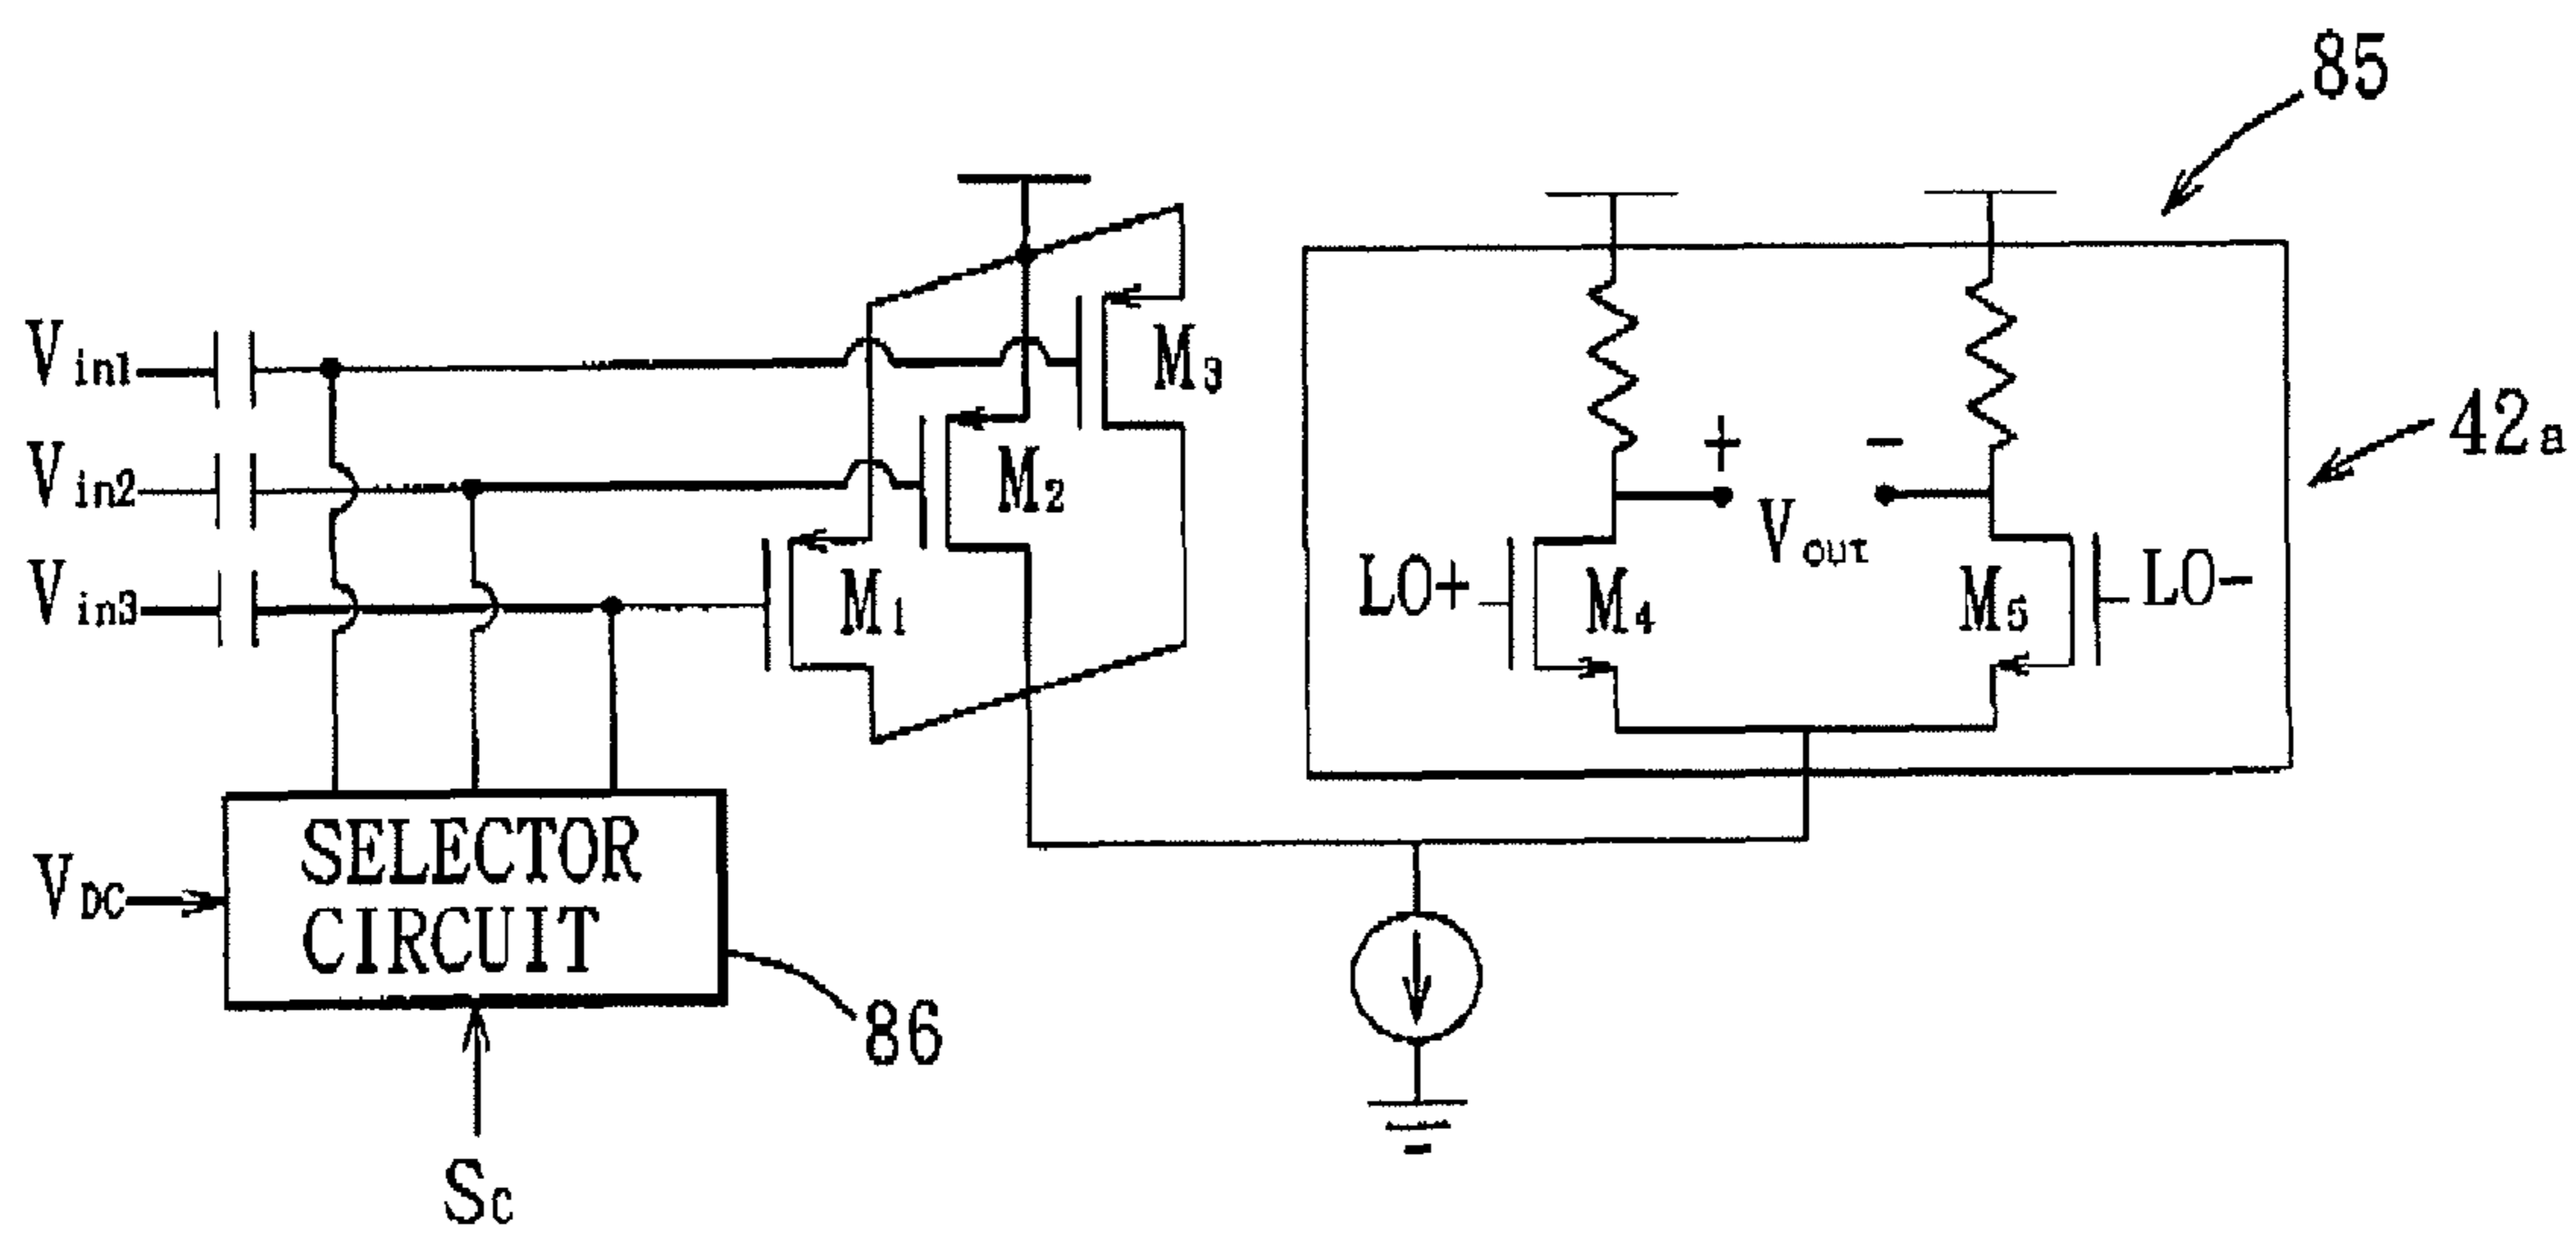 85
42a
Vin1
Vin2
Vin3
M3
M2
M1
+
-
Vout
LO+
M4
M5
LO-
VDC
SELECTOR
CIRCUIT
86
Sc